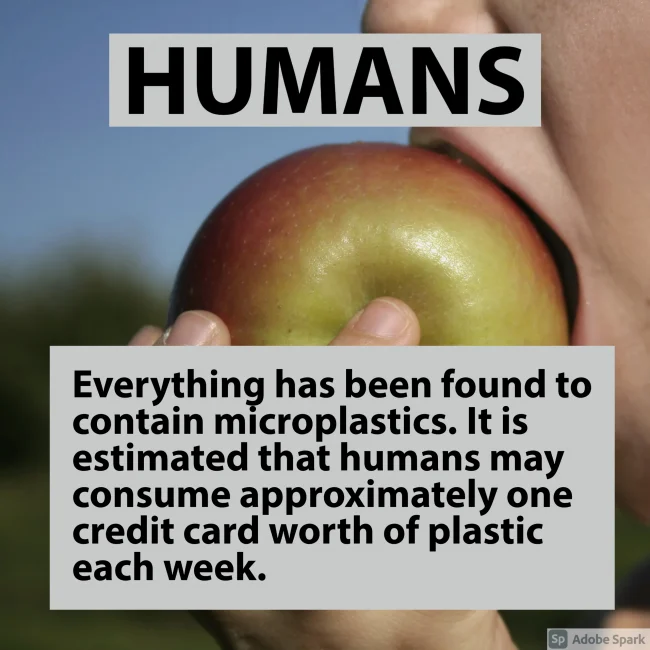 HUMANS
Everything has been found to
contain microplastics. It is
estimated that humans may
consume approximately one
credit card worth of plastic
each week.
Sp Adobe Spark